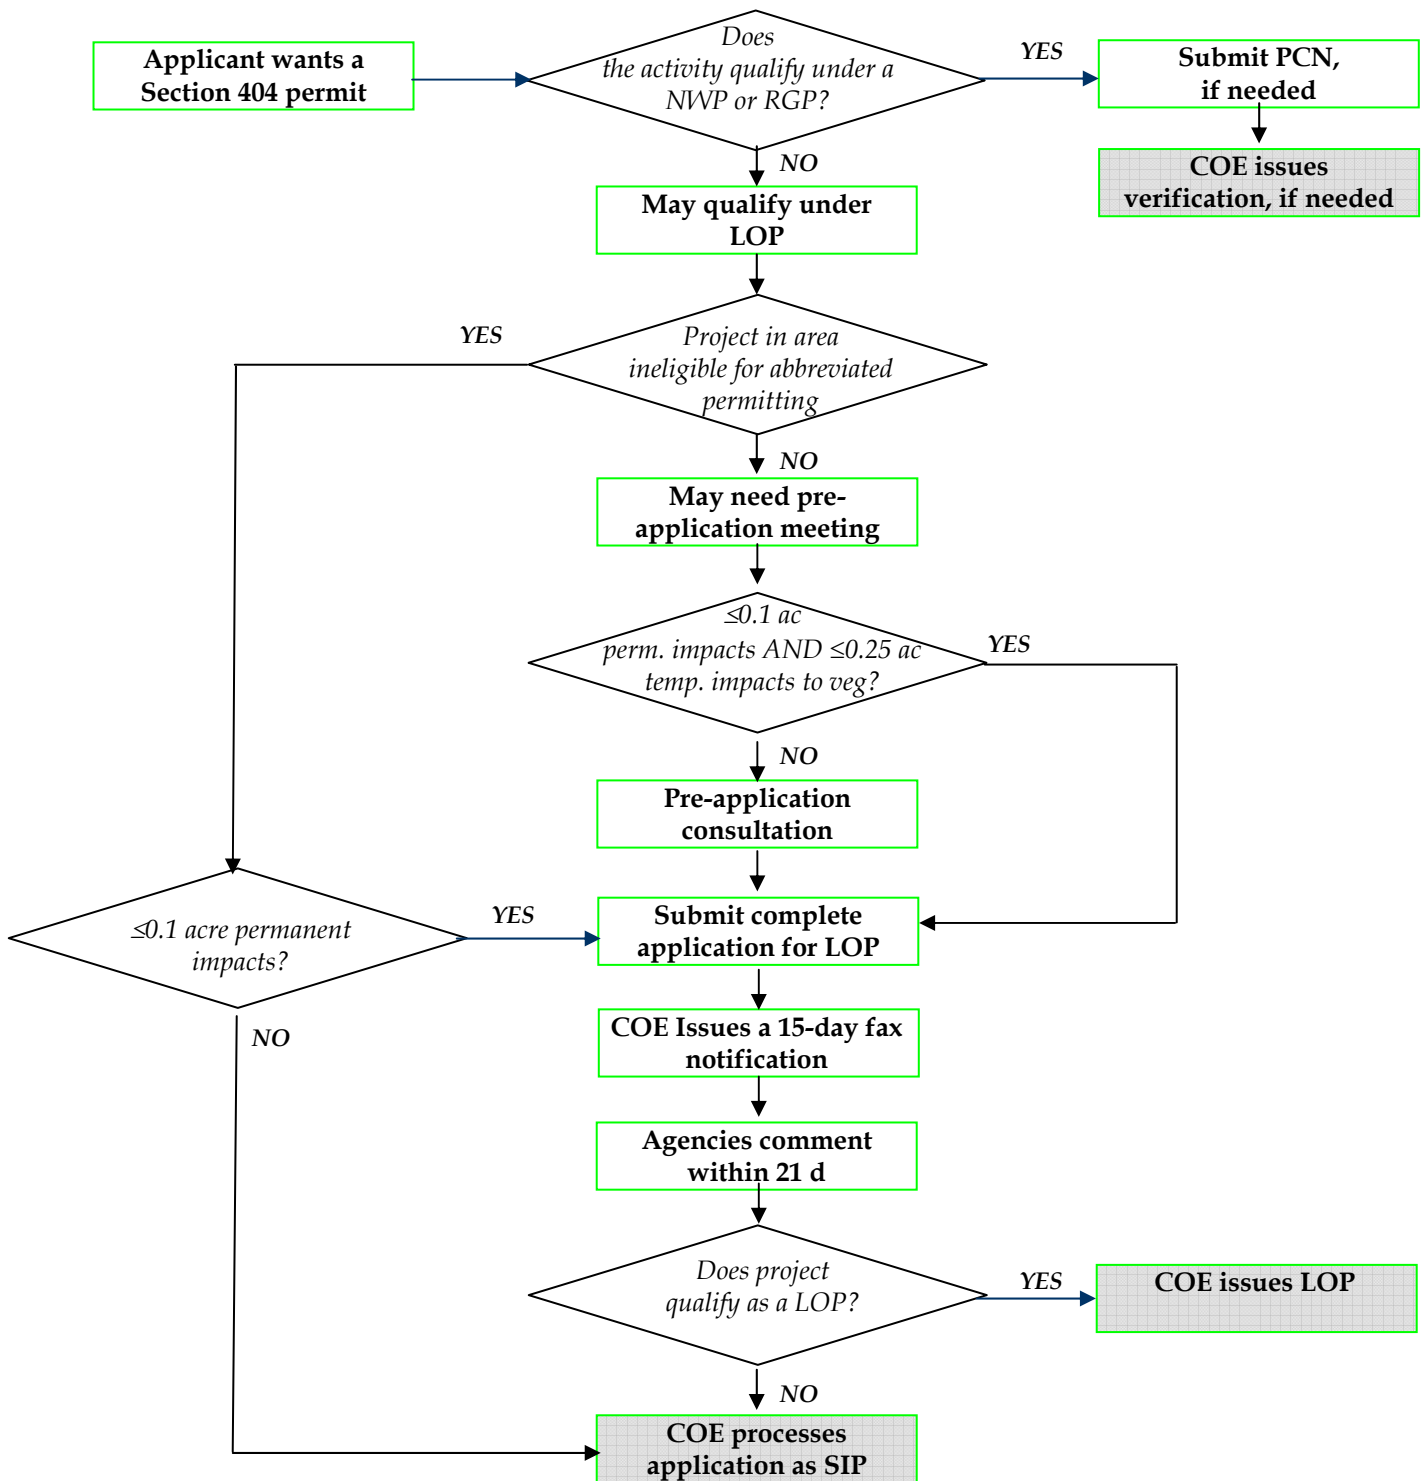 Applicant wants a
Section 404 permit
Does
the activity qualify under a
NWP or RGP?
YES
Submit PCN,
if needed
COE issues
verification, if needed
NO
May qualify under
LOP
YES
Project in area
ineligible for abbreviated
permitting
NO
May need pre-
application meeting
≤0.1 ac
perm. impacts AND ≤0.25 ac
temp. impacts to veg?
YES
NO
Pre-application
consultation
≤0.1 acre permanent
impacts?
YES
Submit complete
application for LOP
NO
COE Issues a 15-day fax
notification
Agencies comment
within 21 d
Does project
qualify as a LOP?
YES
COE issues LOP
NO
COE processes
application as SIP